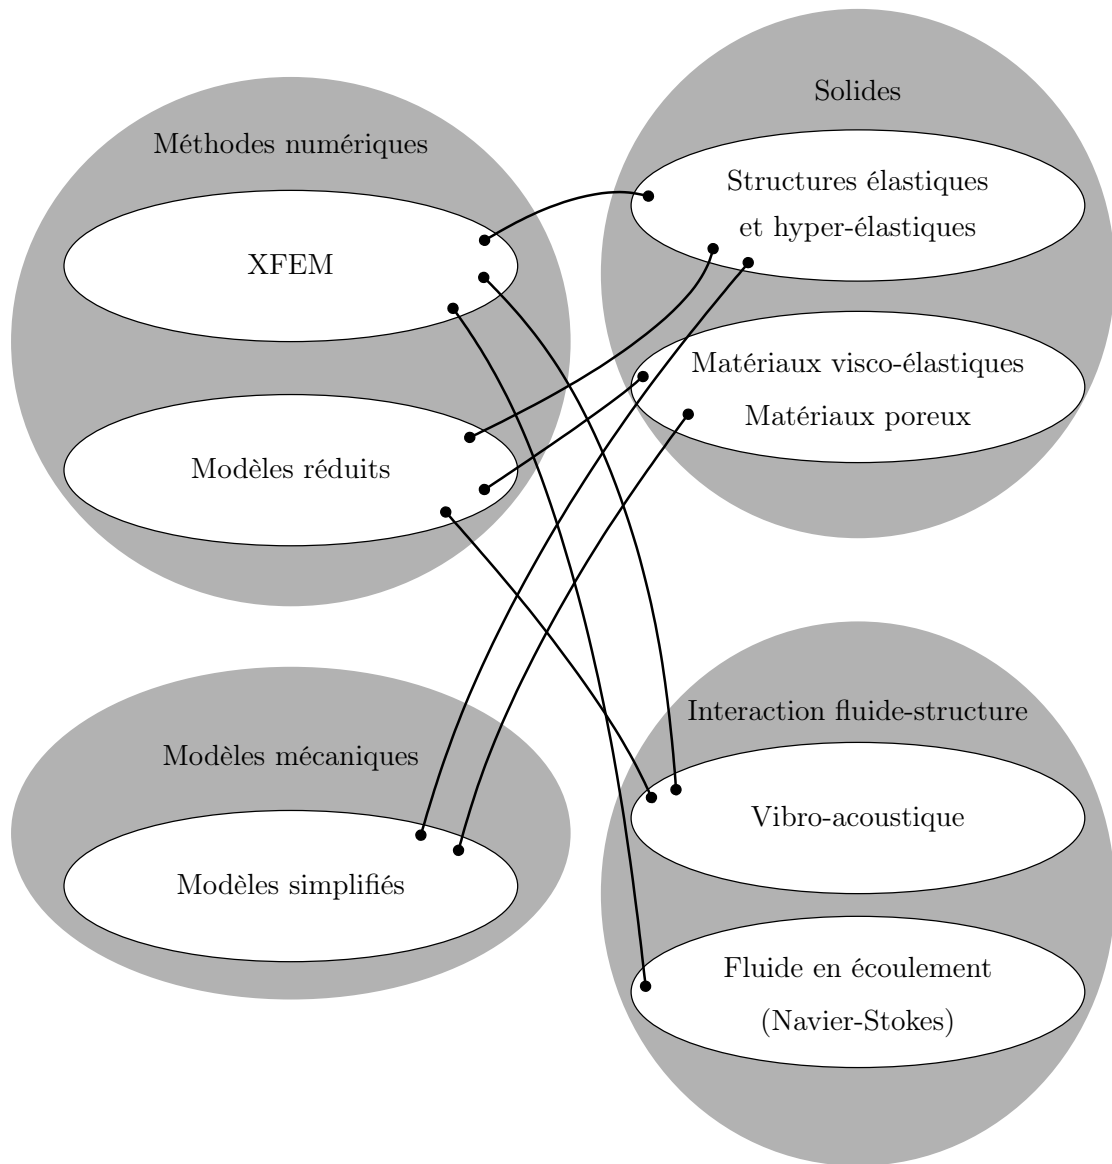 Méthodes numériques
XFEM
Modèles réduits
Modèles mécaniques
Modèles simplifiés
Solides
Structures élastiques
et hyper-élastiques
Matériaux visco-élastiques
Matériaux poreux
Interaction fluide-structure
Vibro-acoustique
Fluide en écoulement
(Navier-Stokes)